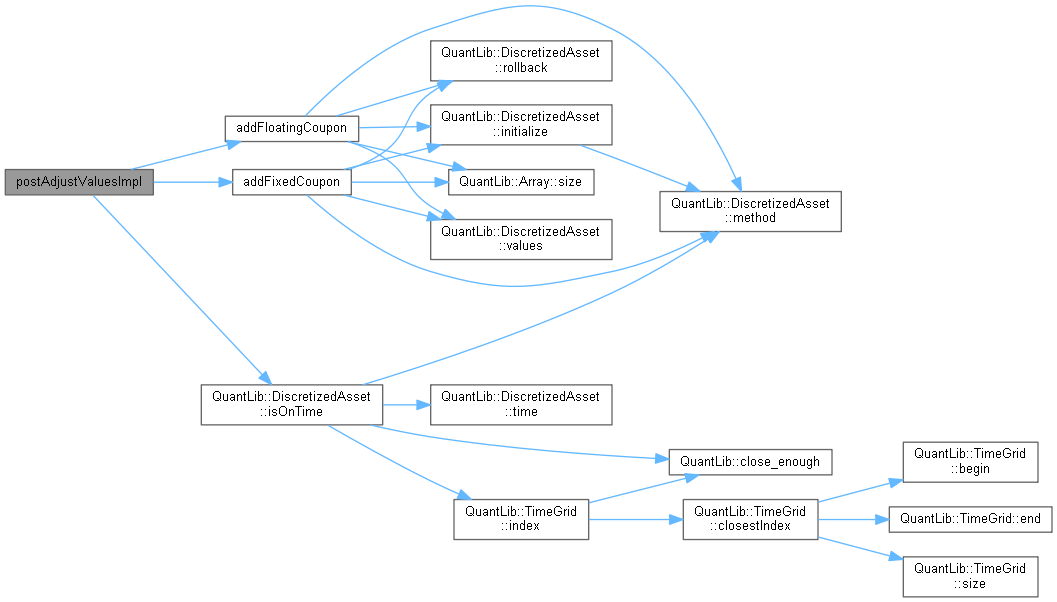 postAdjustValuesImpl
addFloatingCoupon
addFixedCoupon
QuantLib::DiscretizedAsset
::isOnTime
QuantLib::DiscretizedAsset
::rollback
QuantLib::DiscretizedAsset
::initialize
QuantLib::Array::size
QuantLib::DiscretizedAsset
::values
QuantLib::DiscretizedAsset
::time
QuantLib::TimeGrid
::index
QuantLib::DiscretizedAsset
::method
QuantLib::close_enough
QuantLib::TimeGrid
::closestIndex
QuantLib::TimeGrid
::begin
QuantLib::TimeGrid::end
QuantLib::TimeGrid
::size